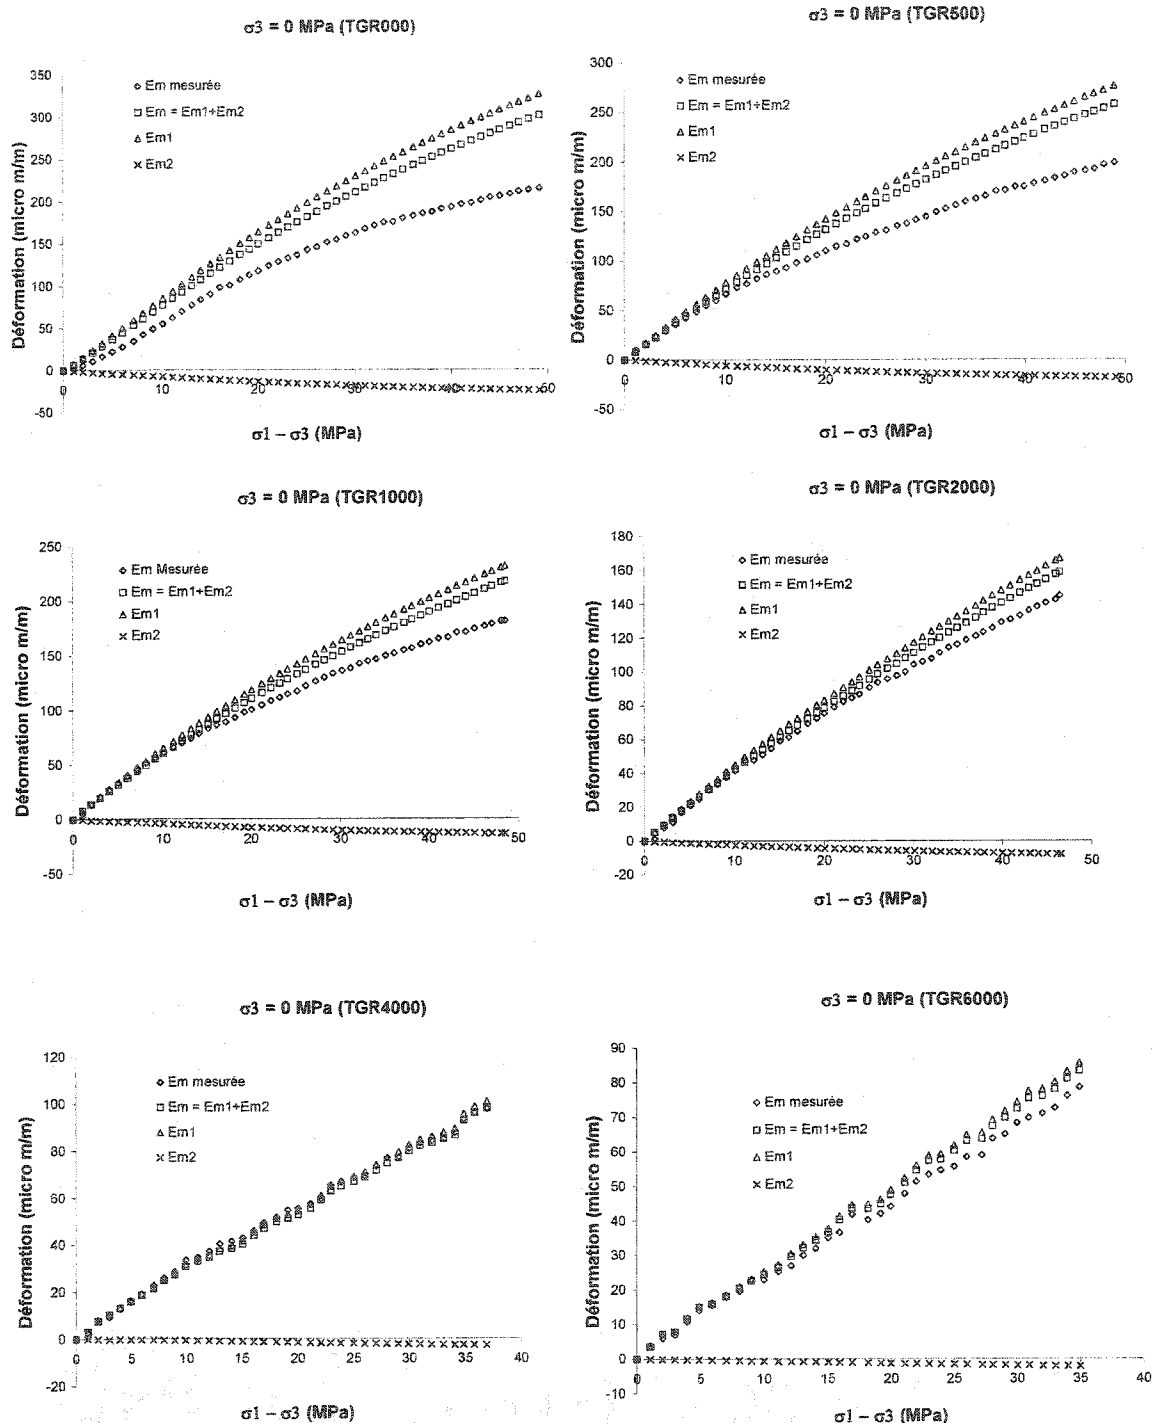 σ3 = 0 MPa (TGR000)
350
300
250
200
150
100
50
0
-50
Em mesurée
Em = Em1+Em2
Em1
Em2
0
20
30
40
60
Déformation (micro m/m)
σ1 – σ3 (MPa)
σ3 = 0 MPa (TGR500)
300
250
200
150
100
50
0
-50
Em mesurée
Em = Em1+Em2
Em1
Em2
0
10
20
30
40
50
Déformation (micro m/m)
σ1 – σ3 (MPa)
σ3 = 0 MPa (TGR1000)
250
200
150
100
50
0
-50
Em Mesurée
Em = Em1+Em2
Em1
Em2
0
10
20
30
40
50
Déformation (micro m/m)
σ1 – σ3 (MPa)
σ3 = 0 MPa (TGR2000)
180
160
140
120
100
80
60
40
20
0
-20
Em mesurée
Em = Em1+Em2
Em1
Em2
0
10
20
30
40
50
Déformation (micro m/m)
σ1 – σ3 (MPa)
σ3 = 0 MPa (TGR4000)
120
100
80
60
40
20
0
-20
Em mesurée
Em = Em1+Em2
Em1
Em2
0
5
10
15
20
25
30
35
40
Déformation (micro m/m)
σ1 – σ3 (MPa)
σ3 = 0 MPa (TGR6000)
90
80
70
60
50
40
30
20
10
0
-10
Em mesurée
Em = Em1+Em2
Em1
Em2
0
5
10
15
20
25
30
35
40
Déformation (micro m/m)
σ1 – σ3 (MPa)